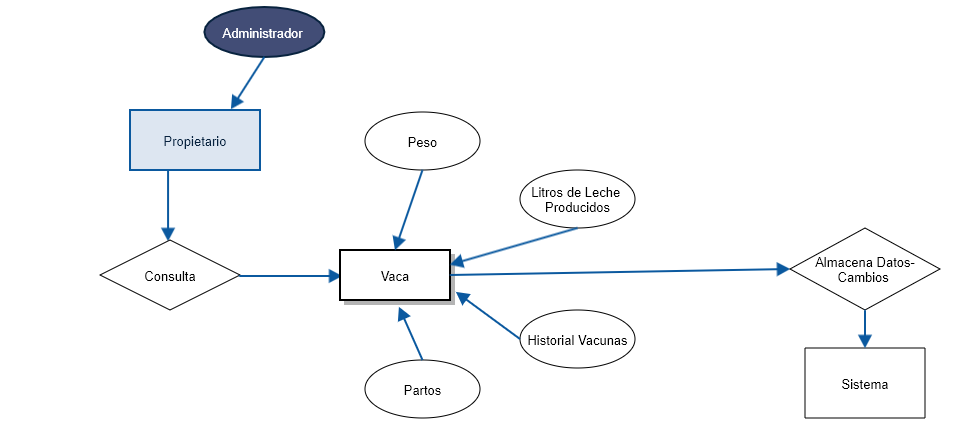 Administrador
Propietario
Peso
Litros de Leche
Producidos
Consulta
Vaca
Almacena Datos-
Cambios
Historial Vacunas
Partos
Sistema